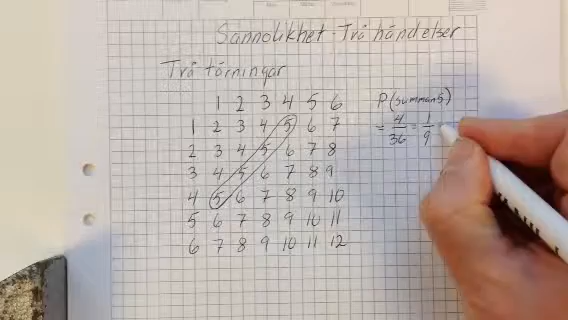 Sannolikhet - Två händelser
Två tärningar
1 2 3 4 5 6
1 2 3 4 5 6 7
2 3 4 5 6 7 8
3 4 5 6 7 8 9
4 5 6 7 8 9 10
5 6 7 8 9 10 11
6 7 8 9 10 11 12
P(summan 5)
= 4/36 = 1/9